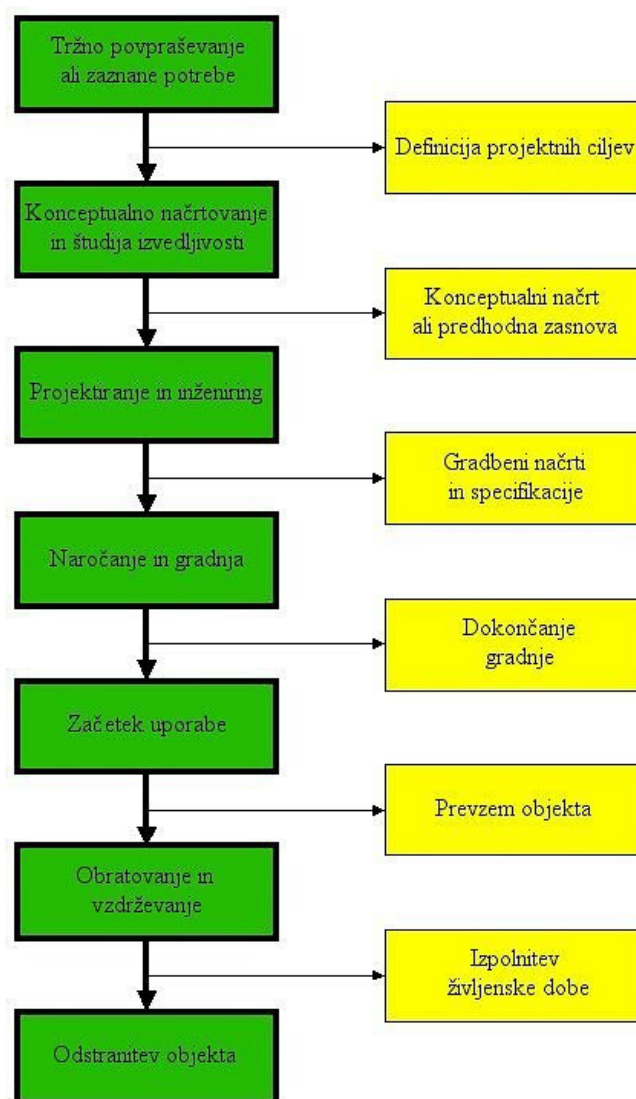 Tržno povpraševanje
ali zaznane potrebe
Definicija projektnih ciljev
Konceptualno načrtovanje
in študija izvedljivosti
Konceptualni načrt
ali predhodna zasnova
Projektiranje in inženiring
Gradbeni načrti
in specifikacije
Naročanje in gradnja
Dokončanje
gradnje
Začetek uporabe
Prevzem objekta
Obratovanje in
vzdrževanje
Izpolnitev
življenske dobe
Odstranitev objekta